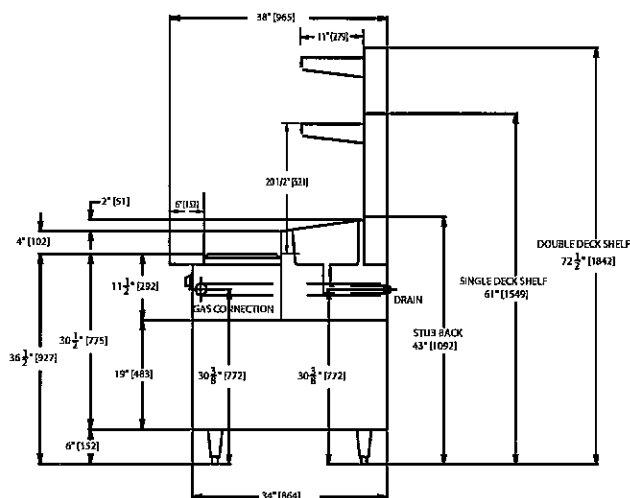 38" [965]
11" [279]
20 1/2" [521]
2" [51]
6" [152]
4" [102]
DOUBLE DECK SHELF
72 1/2" [1842]
SINGLE DECK SHELF
61" [1549]
11 1/2" [292]
GAS CORNECTION
DRAIN
STUB BACK
43" [1092]
30 1/2" [775]
36 1/2" [927]
19" [483]
30 3/8" [772]
30 3/8" [772]
6" [152]
34" [864]